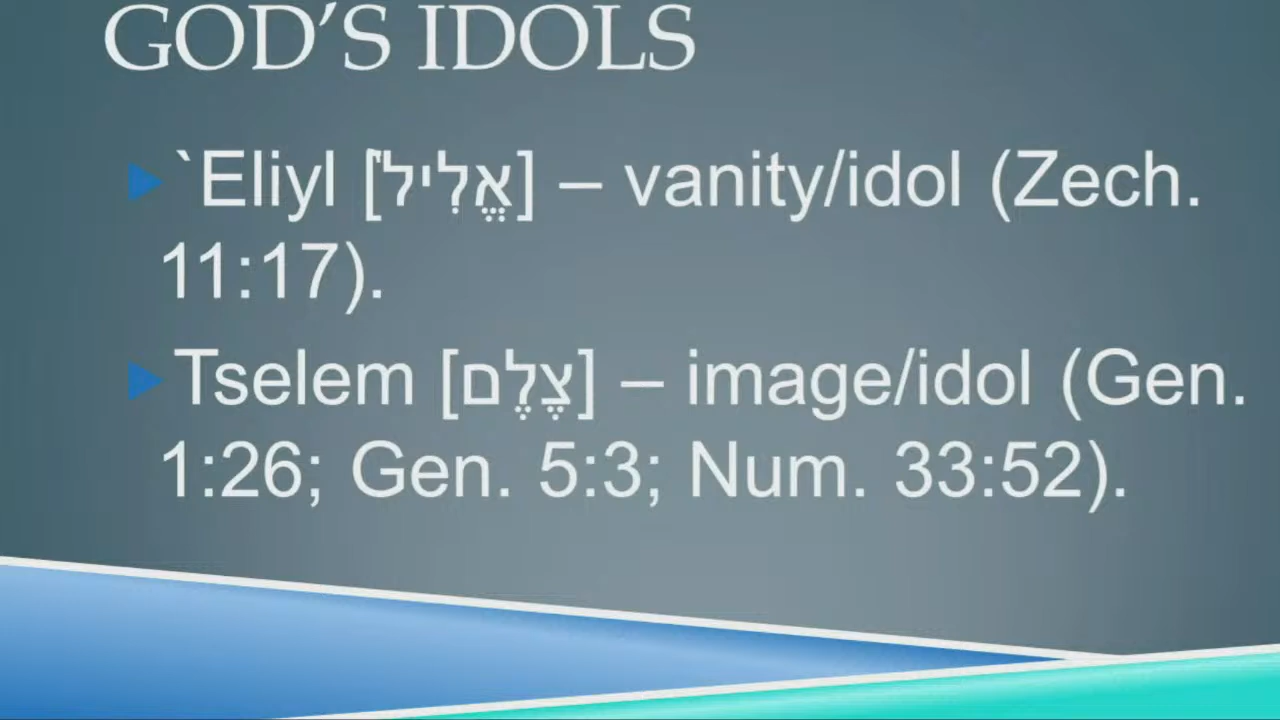 GOD’S IDOLS
`Eliyl [אֱלִיל] – vanity/idol (Zech.
11:17).
Tselem [צֶלֶם] – image/idol (Gen.
1:26; Gen. 5:3; Num. 33:52).